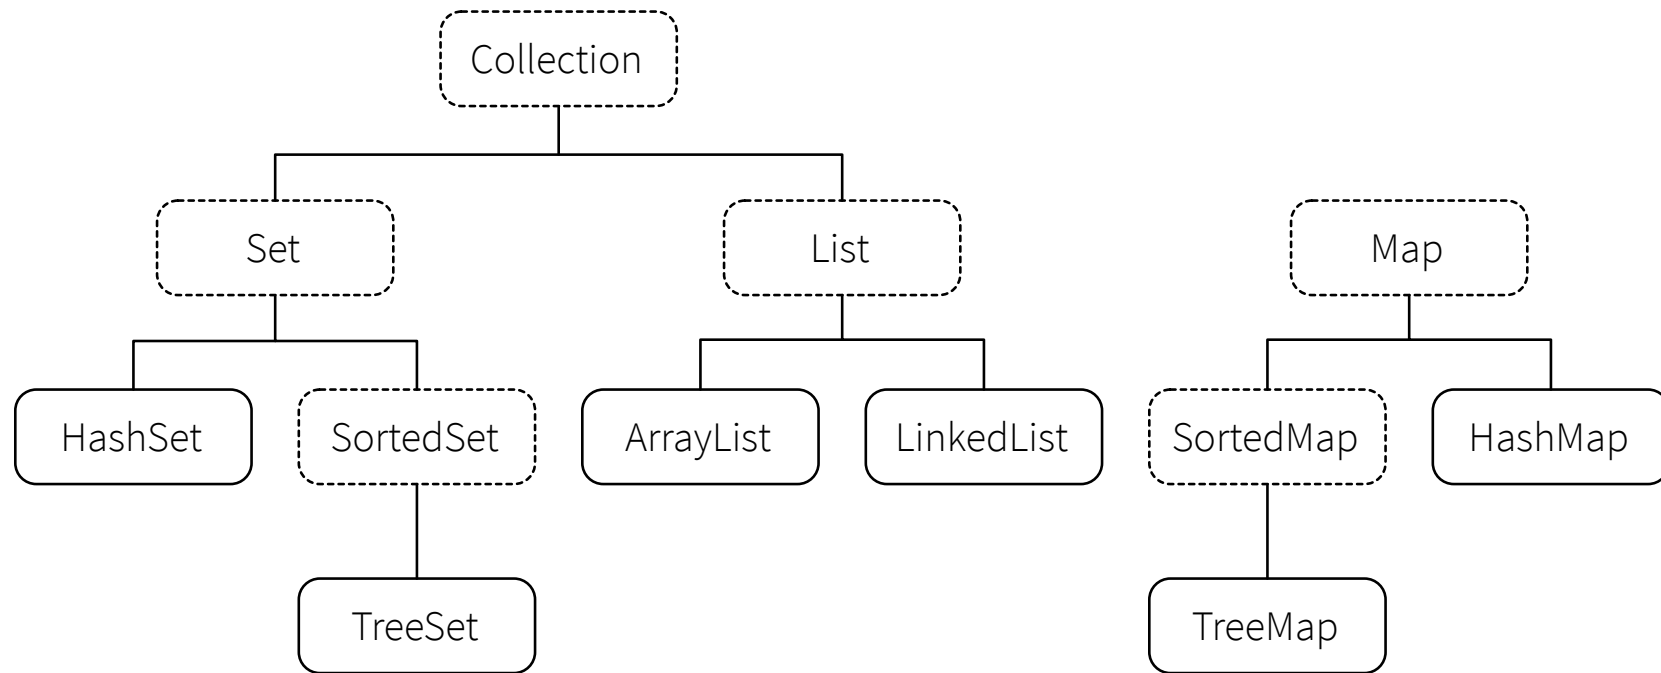 Collection
Set
List
Map
HashSet
SortedSet
ArrayList
LinkedList
SortedMap
HashMap
TreeSet
TreeMap